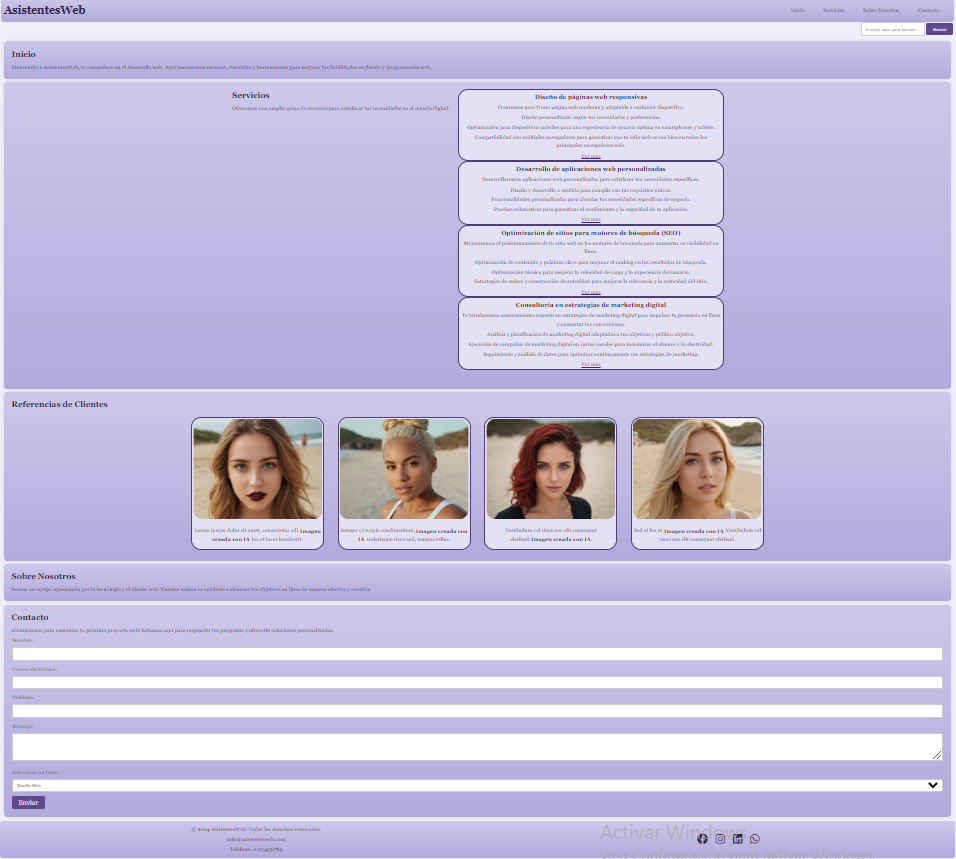 AsistentesWeb
Inicio Servicios Sobre Nosotros Contacto
Escribe aquí para buscar... Buscar
Inicio
Bienvenido a AsistentesWeb, tu compañero en el desarrollo web. Aquí encontrarás recursos, tutoriales y herramientas para mejorar tus habilidades en diseño y programación web.
Servicios
Ofrecemos una amplia gama de servicios para satisfacer tus necesidades en el mundo digital.
Diseño de páginas web responsivas
Crearemos para ti una página web moderna y adaptable a cualquier dispositivo.
Diseño personalizado según tus necesidades y preferencias.
Optimización para dispositivos móviles para una experiencia de usuario óptima en smartphones y tablets.
Compatibilidad con múltiples navegadores para garantizar que tu sitio web se vea bien en todos los
principales navegadores web.
Ver más
Desarrollo de aplicaciones web personalizadas
Desarrollaremos aplicaciones web personalizadas para satisfacer tus necesidades específicas.
Diseño y desarrollo a medida para cumplir con tus requisitos únicos.
Funcionalidades personalizadas para abordar tus necesidades específicas de negocio.
Pruebas exhaustivas para garantizar el rendimiento y la seguridad de tu aplicación.
Ver más
Optimización de sitios para motores de búsqueda (SEO)
Mejoraremos el posicionamiento de tu sitio web en los motores de búsqueda para aumentar su visibilidad en
línea.
Optimización de contenido y palabras clave para mejorar el ranking en los resultados de búsqueda.
Optimización técnica para mejorar la velocidad de carga y la experiencia del usuario.
Estrategias de enlace y construcción de autoridad para mejorar la relevancia y la autoridad del sitio.
Ver más
Consultoría en estrategias de marketing digital
Te brindaremos asesoramiento experto en estrategias de marketing digital para impulsar tu presencia en línea
y aumentar tus conversiones.
Análisis y planificación de marketing digital adaptados a tus objetivos y público objetivo.
Ejecución de campañas de marketing digital en varios canales para maximizar el alcance y la efectividad.
Seguimiento y análisis de datos para optimizar continuamente tus estrategias de marketing.
Ver más
Referencias de Clientes
Lorem ipsum dolor sit amet, consectetur adi Imagen
creada con IA leo et lacus hendrerit.
Integer ut turpis condimentum, Imagen creada con
IA scelerisque risus sed, tempus tellus.
Vestibulum vel risus nec elit consequat
eleifend. Imagen creada con IA
Sed et leo et Imagen creada con IA .Vestibulum vel
risus nec elit consequat eleifend.
Sobre Nosotros
Somos un equipo apasionado por la tecnología y el diseño web. Nuestra misión es ayudarte a alcanzar tus objetivos en línea de manera efectiva y creativa.
Contacto
¡Contáctanos para comenzar tu próximo proyecto web! Estamos aquí para responder tus preguntas y ofrecerte soluciones personalizadas.
Nombre:
Correo electrónico:
Teléfono:
Mensaje:
Selecciona un tema:
Diseño Web
Enviar
© 2024 AsistentesWeb. Todos los derechos reservados.
info@asistentesweb.com
Teléfono: +123456789
Activar Windows
Ve a Configuración para activar Windows.